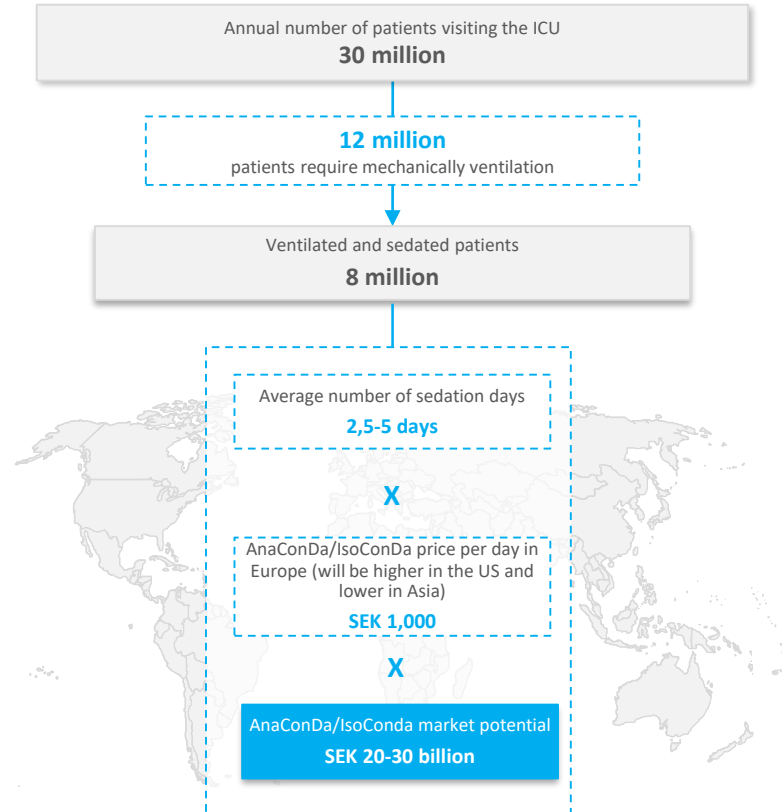 Annual number of patients visiting the ICU
30 million
12 million
patients require mechanically ventilation
Ventilated and sedated patients
8 million
Average number of sedation days
2,5-5 days
X
AnaConDa/IsoConDa price per day in
Europe (will be higher in the US and
lower in Asia)
SEK 1,000
X
AnaConDa/IsoConda market potential
SEK 20-30 billion